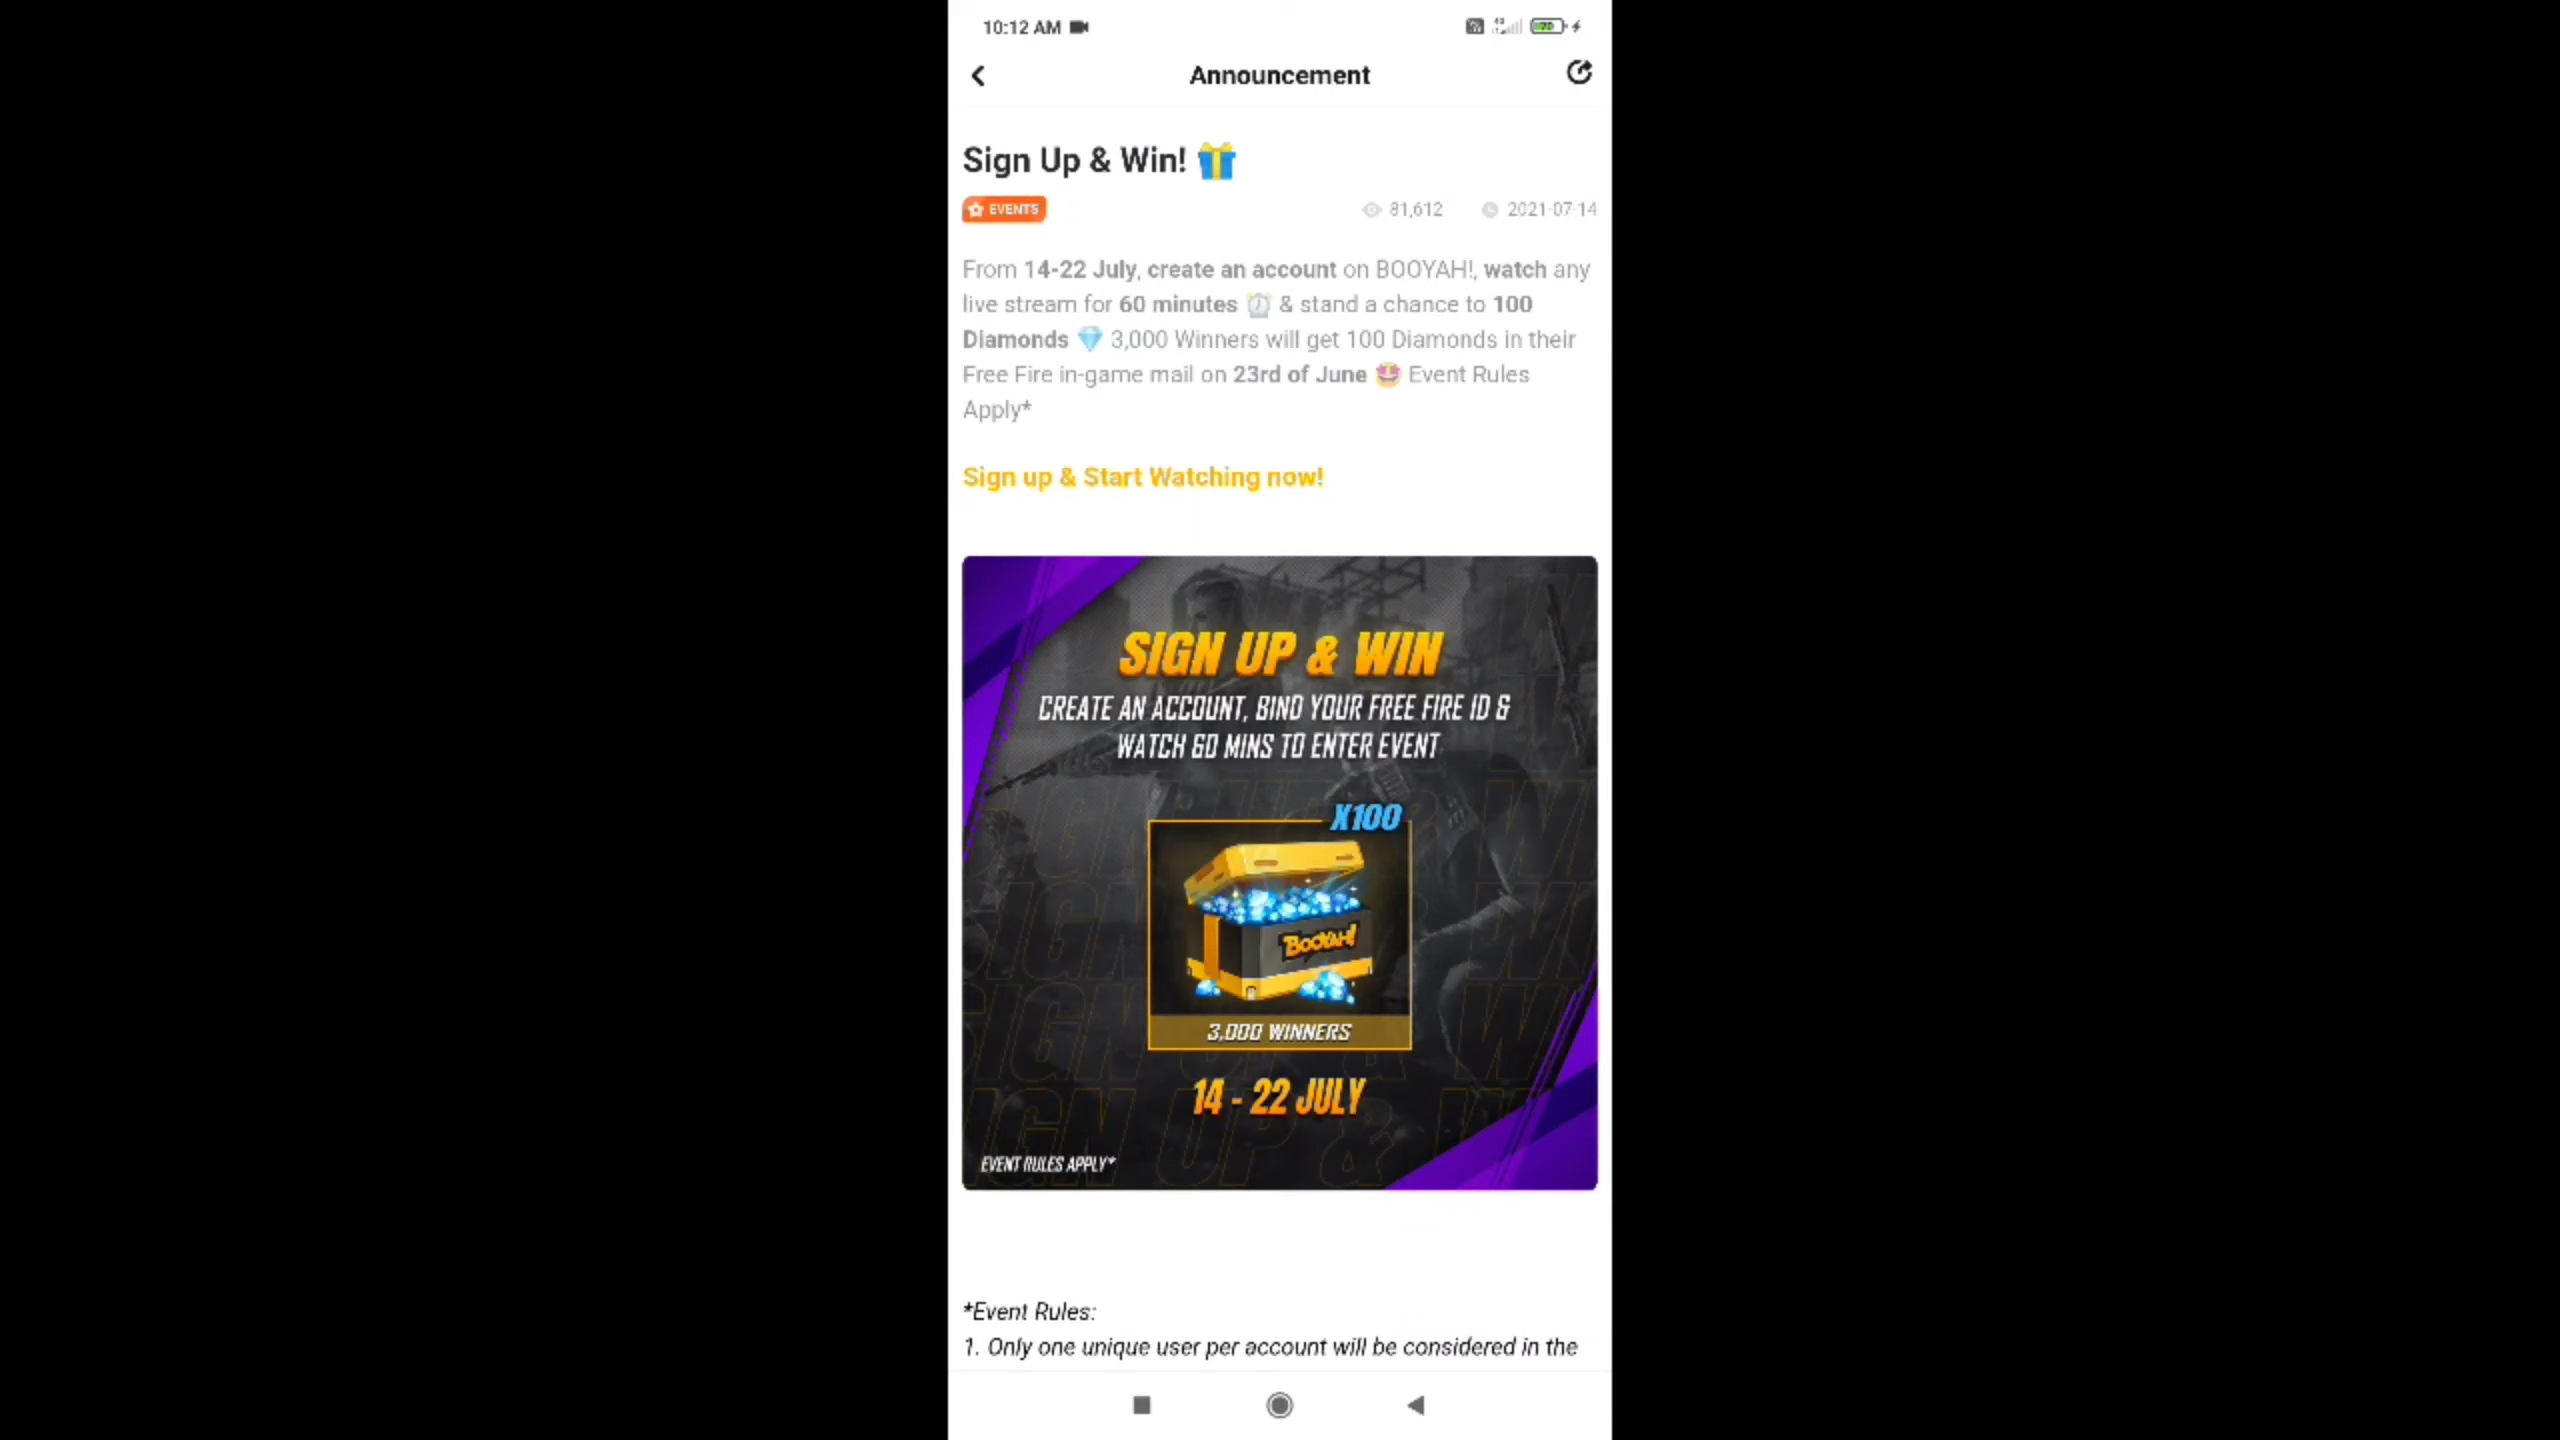 10:12 AM
Announcement
Sign Up & Win! 🎁
EVENTS
81,612
2021-07-14
From 14-22 July, create an account on BOOYAH!, watch any
live stream for 60 minutes ⏰ & stand a chance to 100
Diamonds 💎 3,000 Winners will get 100 Diamonds in their
Free Fire in-game mail on 23rd of June 🤩 Event Rules
Apply*
Sign up & Start Watching now!
SIGN UP & WIN
CREATE AN ACCOUNT, BIND YOUR FREE FIRE ID &
WATCH 60 MINS TO ENTER EVENT
X100
BOOYAH!
3,000 WINNERS
14 - 22 JULY
EVENT RULES APPLY*
*Event Rules:
1. Only one unique user per account will be considered in the